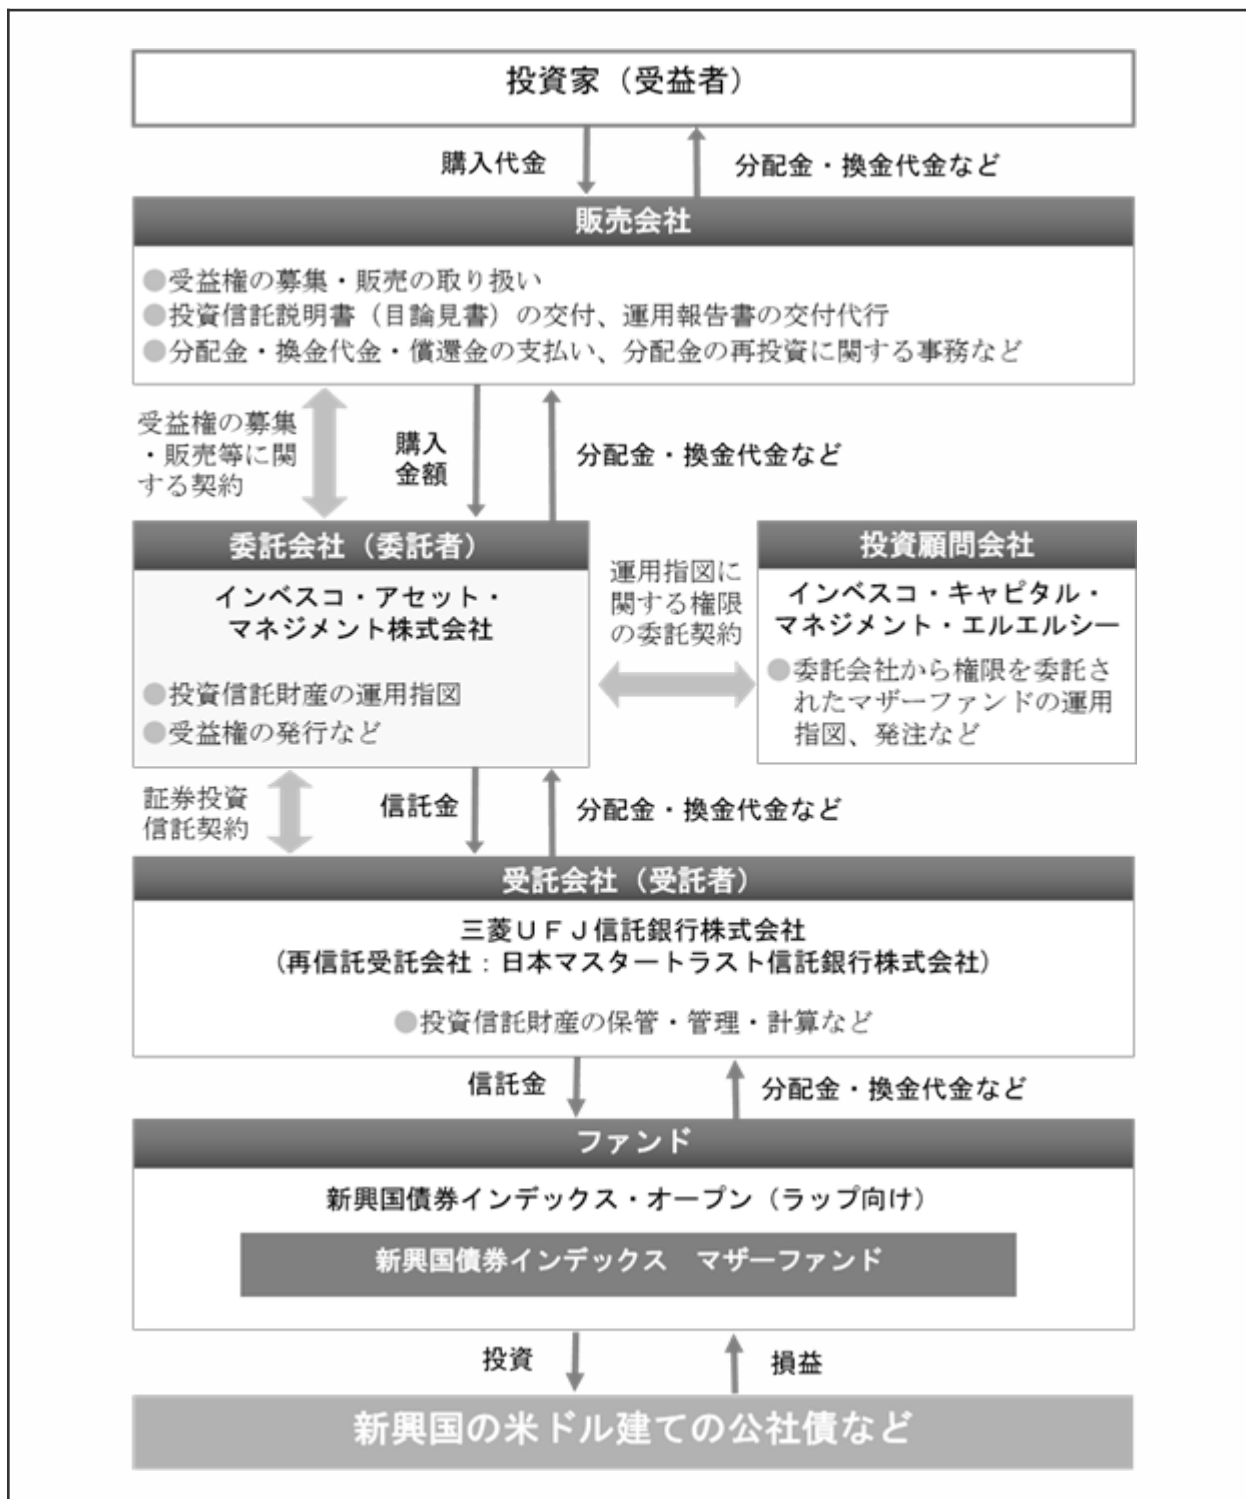 投資家（受益者）
購入代金
分配金・換金代金など
販売会社
●受益権の募集・販売の取り扱い
●投資信託説明書（目論見書）の交付、運用報告書の交付代行
●分配金・換金代金・償還金の支払い、分配金の再投資に関する事務など
受益権の募集
・販売等に関
する契約
購入
金額
分配金・換金代金など
委託会社（委託者）
インベスコ・アセット・
マネジメント株式会社
●投資信託財産の運用指図
●受益権の発行など
運用指図に
関する権限
の委託契約
投資顧問会社
インベスコ・キャピタル・
マネジメント・エルエルシー
●委託会社から権限を委託さ
れたマザーファンドの運用
指図、発注など
証券投資
信託契約
信託金
分配金・換金代金など
受託会社（受託者）
三菱ＵＦＪ信託銀行株式会社
（再信託受託会社：日本マスタートラスト信託銀行株式会社）
●投資信託財産の保管・管理・計算など
信託金
分配金・換金代金など
ファンド
新興国債券インデックス・オープン（ラップ向け）
新興国債券インデックス　マザーファンド
投資
損益
新興国の米ドル建ての公社債など